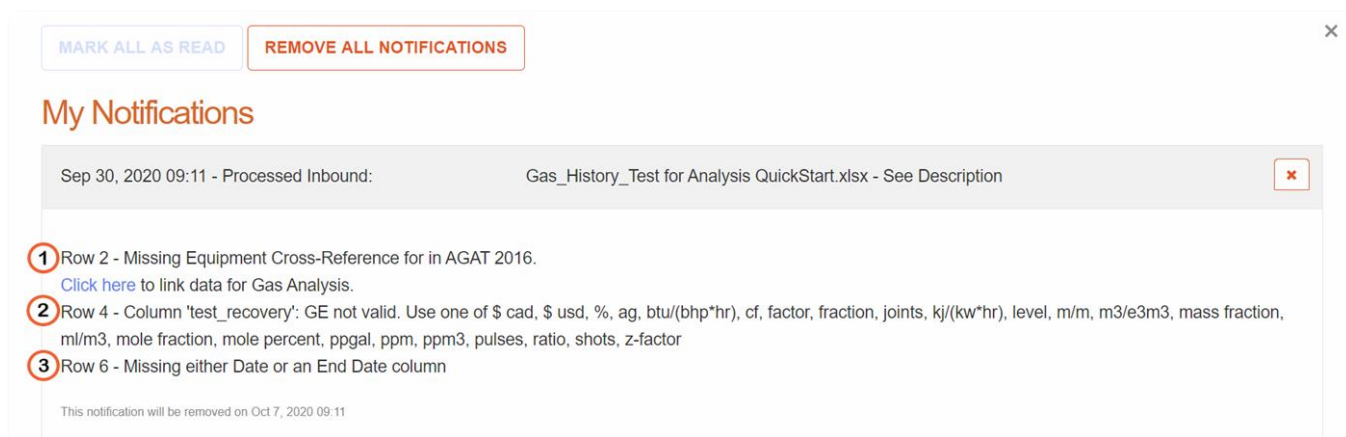 MARK ALL AS READ REMOVE ALL NOTIFICATIONS ×
My Notifications
Sep 30, 2020 09:11 - Processed Inbound: Gas_History_Test for Analysis QuickStart.xlsx - See Description ×
1 Row 2 - Missing Equipment Cross-Reference for in AGAT 2016.
Click here to link data for Gas Analysis.
2 Row 4 - Column 'test_recovery': GE not valid. Use one of $ cad, $ usd, %, ag, btu/(bhp*hr), cf, factor, fraction, joints, kj/(kw*hr), level, m/m, m3/e3m3, mass fraction,
ml/m3, mole fraction, mole percent, ppgal, ppm, ppm3, pulses, ratio, shots, z-factor
3 Row 6 - Missing either Date or an End Date column
This notification will be removed on Oct 7, 2020 09:11